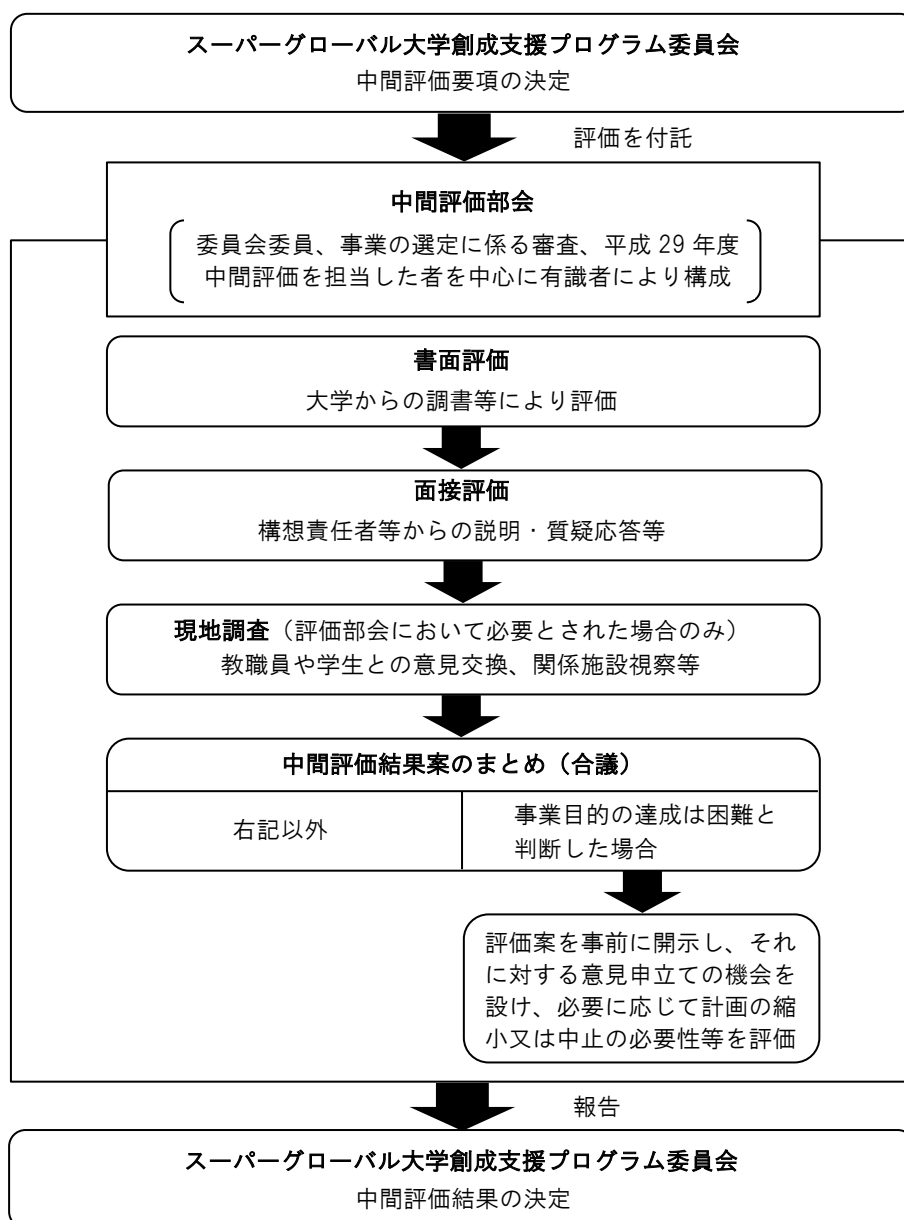 スーパーグローバル大学創成支援プログラム委員会
中間評価要項の決定
評価を付託
中間評価部会
委員会委員、事業の選定に係る審査、平成 29 年度
中間評価を担当した者を中心に有識者により構成
書面評価
大学からの調書等により評価
面接評価
構想責任者等からの説明・質疑応答等
現地調査（評価部会において必要とされた場合のみ）
教職員や学生との意見交換、関係施設視察等
中間評価結果案のまとめ（合議）
右記以外
事業目的の達成は困難と
判断した場合
評価案を事前に開示し、それ
に対する意見申立ての機会を
設け、必要に応じて計画の縮
小又は中止の必要性等を評価
報告
スーパーグローバル大学創成支援プログラム委員会
中間評価結果の決定